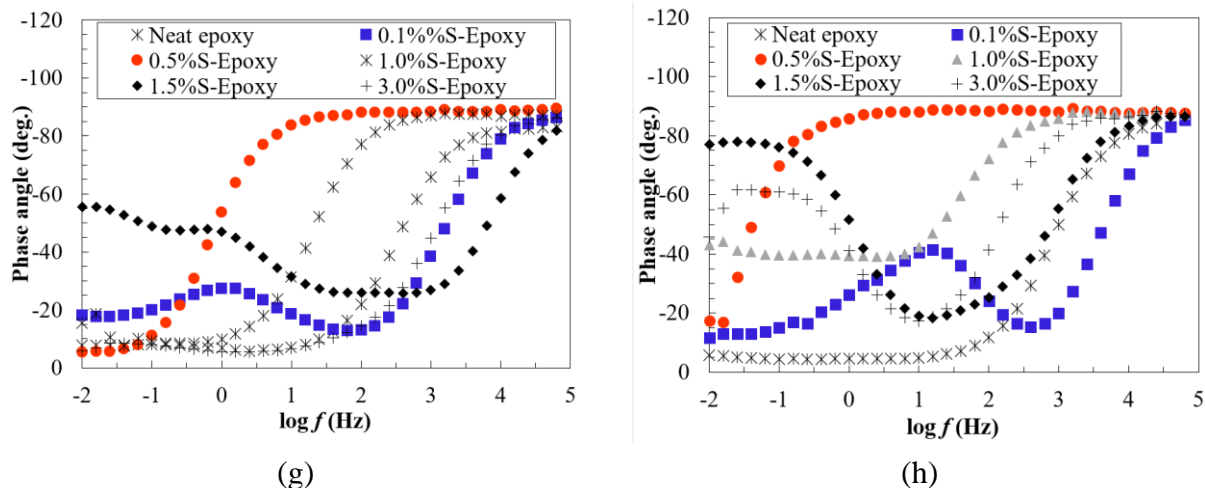 -120
-100
-80
-60
-40
-20
0
Phase angle (deg.)
Neat epoxy 0.1%%S-Epoxy
0.5%S-Epoxy 1.0%S-Epoxy
1.5%S-Epoxy 3.0%S-Epoxy
-2 -1 0 1 2 3 4 5
log f (Hz)
(g)
-120
-100
-80
-60
-40
-20
0
Phase angle (deg.)
Neat epoxy 0.1%S-Epoxy
0.5%S-Epoxy 1.0%S-Epoxy
1.5%S-Epoxy 3.0%S-Epoxy
-2 -1 0 1 2 3 4 5
log f (Hz)
(h)